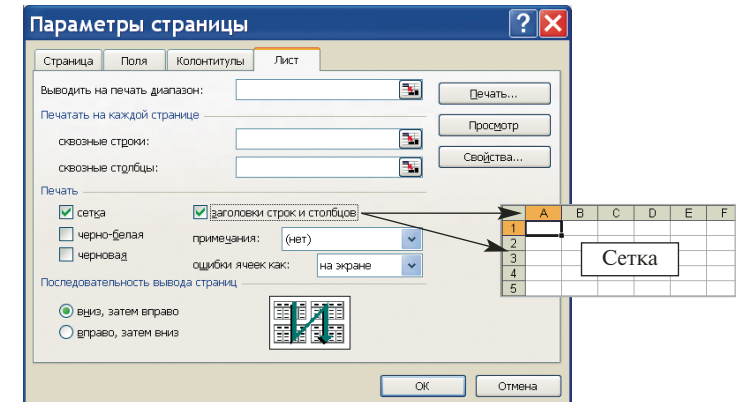 Параметры страницы
Страница Поля Колонтитулы Лист
Выводить на печать диапазон:
Печать...
Печатать на каждой странице
Просмотр
сквозные строки:
Свойства...
сквозные столбцы:
Печать
сетка заголовки строк и столбцов
черно-белая примечания: (нет)
черновая ошибки ячеек как: на экране
Последовательность вывода страниц
вниз, затем вправо
вправо, затем вниз
ОК Отмена
A B C D E F
1
2
3
4
5
Сетка